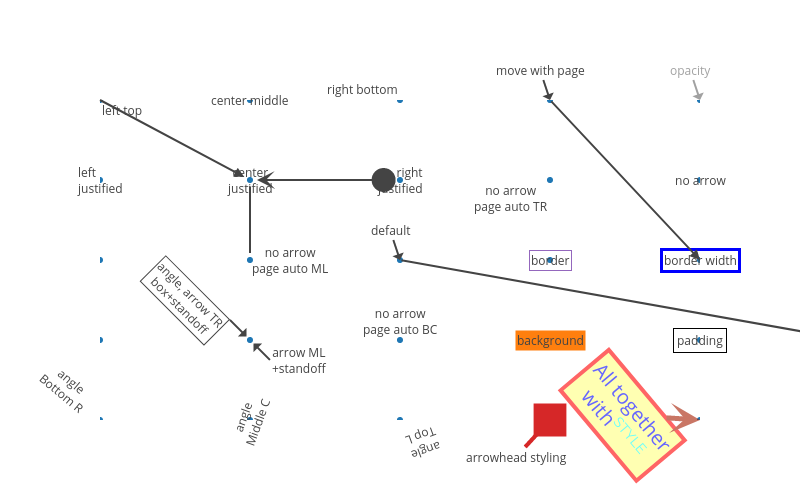 move with page
opacity
right bottom
center middle
left top
left
justified
center
justified
right
justified
no arrow
no arrow
page auto TR
default
no arrow
page auto ML
border
border width
angle, arrow TR
box+standoff
no arrow
page auto BC
background
padding
arrow ML
+standoff
angle
Bottom R
angle
Middle C
angle
Top L
arrowhead styling
All together
with STYLE